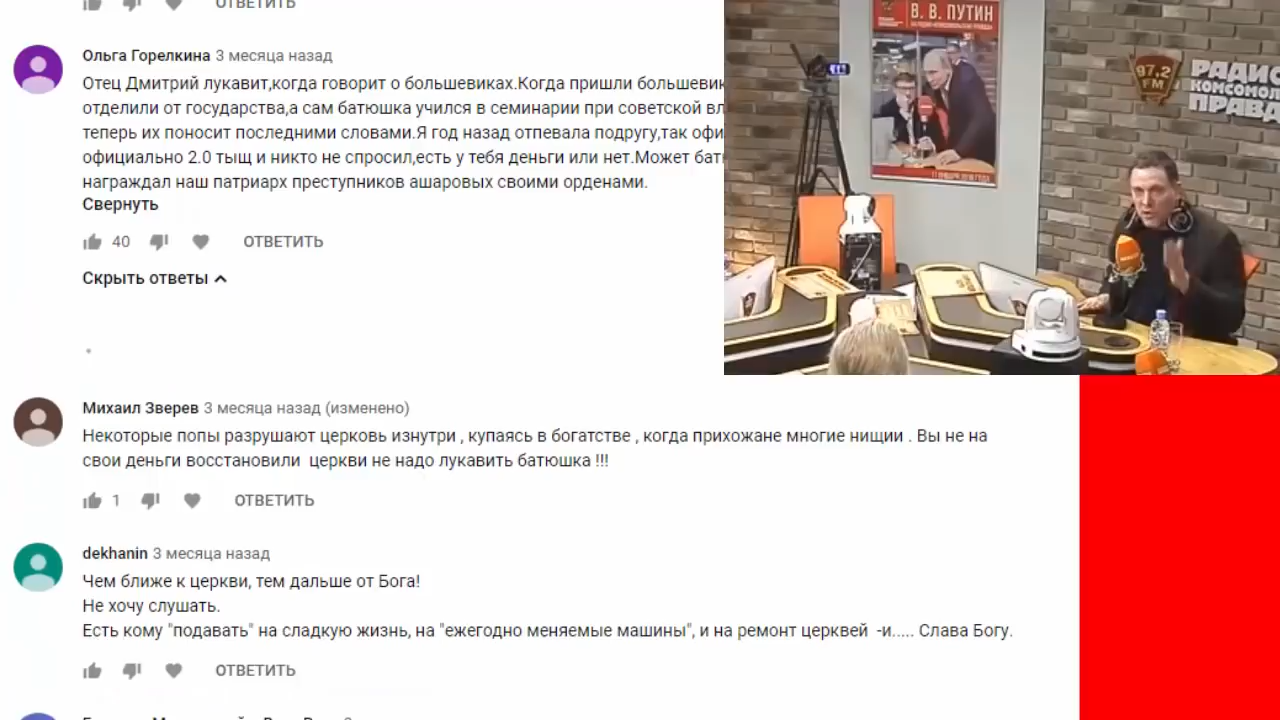 ОТВЕТИТЬ
Ольга Горелкина 3 месяца назад
Отец Дмитрий лукавит,когда говорит о большевиках.Когда пришли большевик
отделили от государства,а сам батюшка учился в семинарии при советской вл
теперь их поносит последними словами.Я год назад отпевала подругу,так офи
официально 2.0 тыщ и никто не спросил,есть у тебя деньги или нет.Может бат
награждал наш патриарх преступников ашаровых своими орденами.
Свернуть
40 ОТВЕТИТЬ
Скрыть ответы
В. В. ПУТИН
97,2 FM
РАДИО
КОМСОМОЛ
ПРАВДА
Михаил Зверев 3 месяца назад (изменено)
Некоторые попы разрушают церковь изнутри , купаясь в богатстве , когда прихожане многие нищии . Вы не на
свои деньги восстановили церкви не надо лукавить батюшка !!!
1 ОТВЕТИТЬ
dekhanin 3 месяца назад
Чем ближе к церкви, тем дальше от Бога!
Не хочу слушать.
Есть кому "подавать" на сладкую жизнь, на "ежегодно меняемые машины", и на ремонт церквей -и..... Слава Богу.
ОТВЕТИТЬ